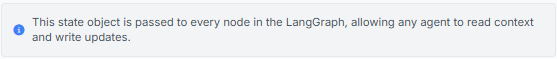 This state object is passed to every node in the LangGraph, allowing any agent to read context
and write updates.